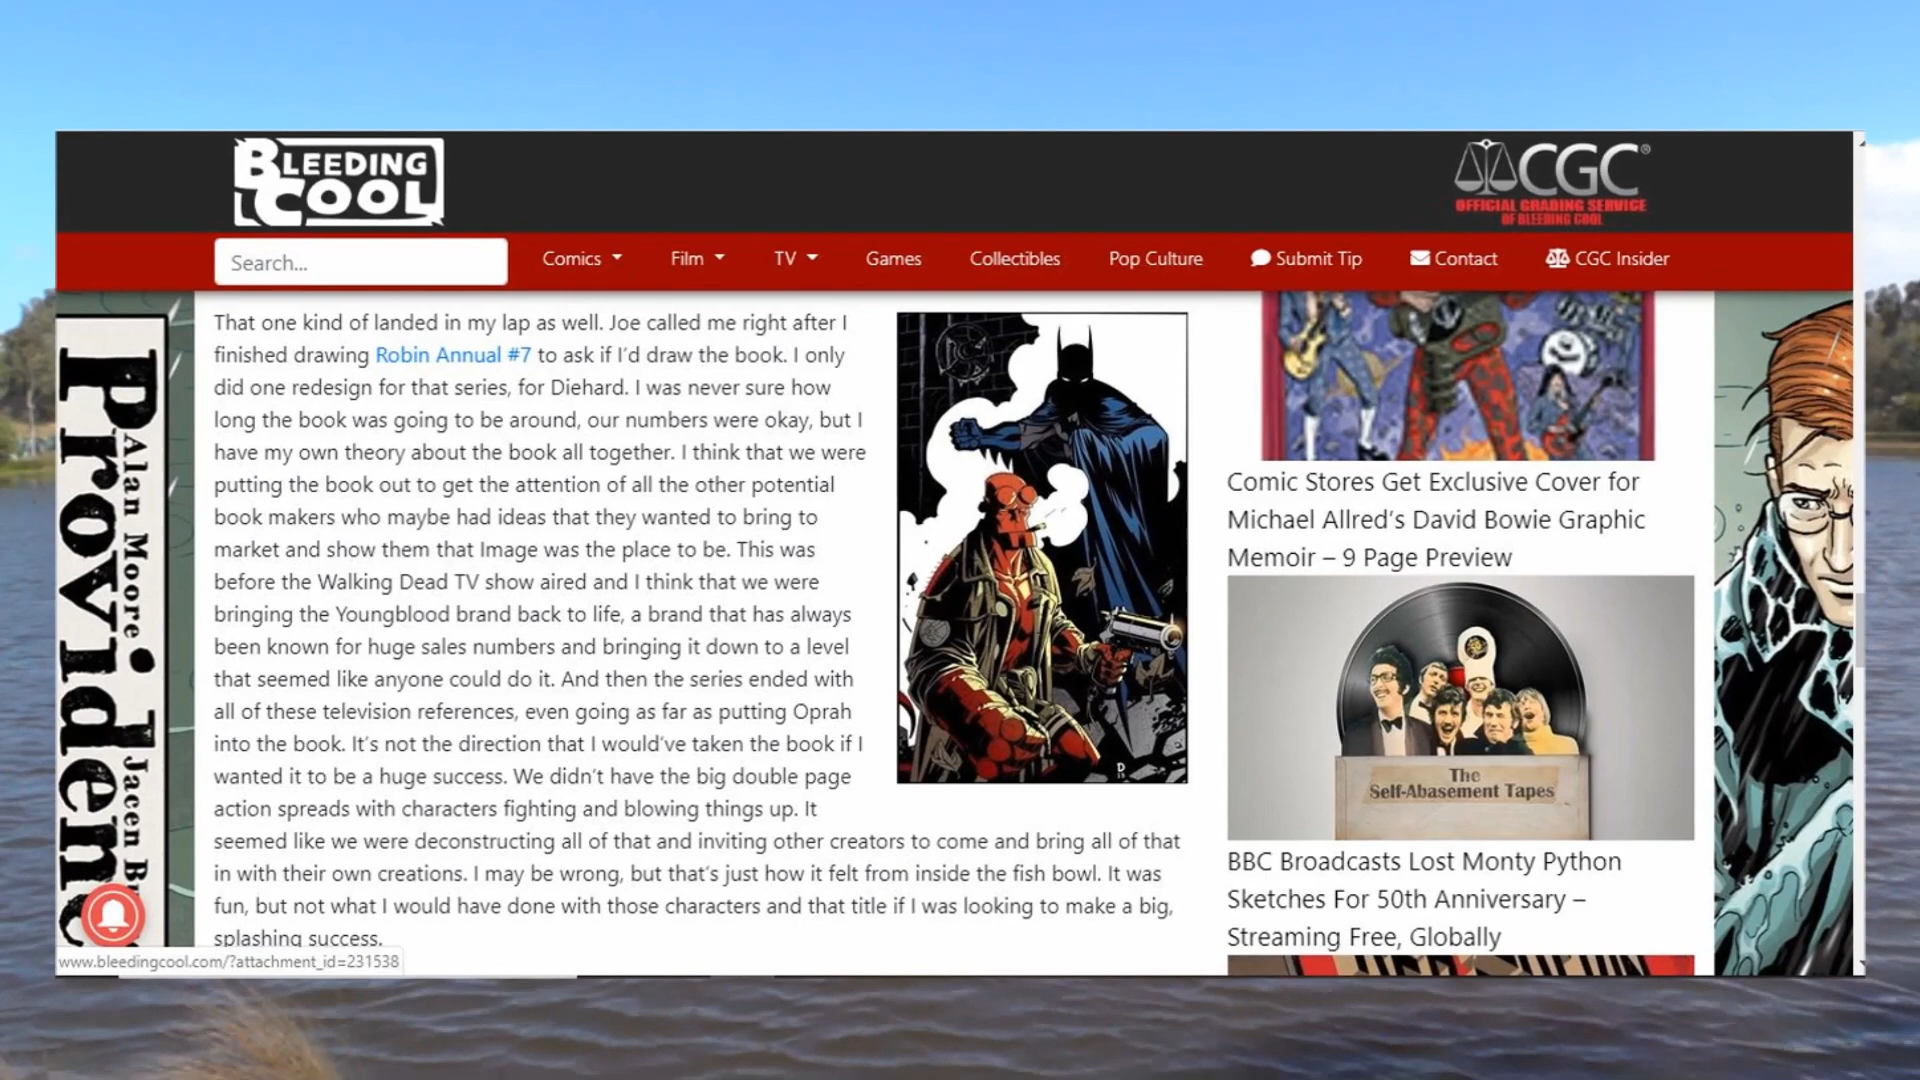 BLEEDING COOL
CGC®
OFFICIAL GRADING SERVICE
OF BLEEDING COOL
Search...
Comics
Film
TV
Games
Collectibles
Pop Culture
Submit Tip
Contact
CGC Insider
That one kind of landed in my lap as well. Joe called me right after I
finished drawing Robin Annual #7 to ask if I'd draw the book. I only
did one redesign for that series, for Diehard. I was never sure how
long the book was going to be around, our numbers were okay, but I
have my own theory about the book all together. I think that we were
putting the book out to get the attention of all the other potential
book makers who maybe had ideas that they wanted to bring to
market and show them that Image was the place to be. This was
before the Walking Dead TV show aired and I think that we were
bringing the Youngblood brand back to life, a brand that has always
been known for huge sales numbers and bringing it down to a level
that seemed like anyone could do it. And then the series ended with
all of these television references, even going as far as putting Oprah
into the book. It's not the direction that I would've taken the book if I
wanted it to be a huge success. We didn't have the big double page
action spreads with characters fighting and blowing things up. It
seemed like we were deconstructing all of that and inviting other creators to come and bring all of that
in with their own creations. I may be wrong, but that's just how it felt from inside the fish bowl. It was
fun, but not what I would have done with those characters and that title if I was looking to make a big,
splashing success.
Comic Stores Get Exclusive Cover for
Michael Allred's David Bowie Graphic
Memoir – 9 Page Preview
The
Self-Abasement Tapes
BBC Broadcasts Lost Monty Python
Sketches For 50th Anniversary –
Streaming Free, Globally
Providenc
Alan Moore
Jacen Bu
www.bleedingcool.com/?attachment_id=231538